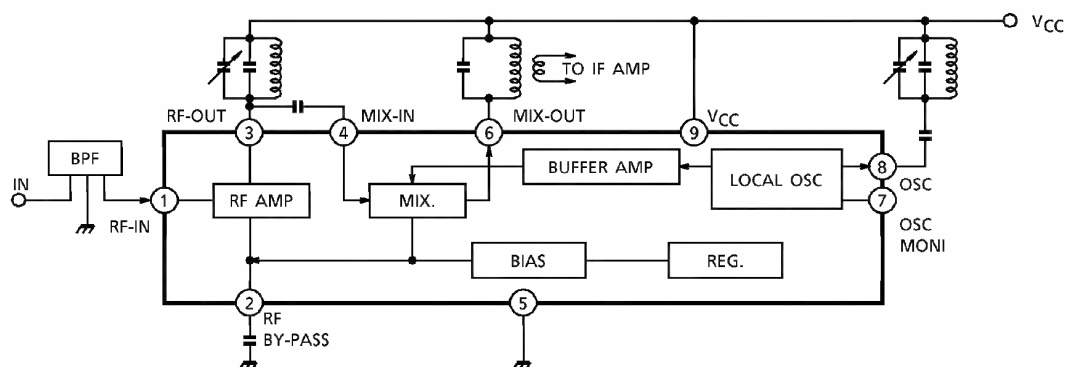 VCC
TO IF AMP
RF-OUT
MIX-IN
MIX-OUT
VCC
3
4
6
9
BPF
IN
BUFFER AMP
LOCAL OSC
8
OSC
1
RF AMP
MIX.
7
RF-IN
OSC
MONI
BIAS
REG.
2
RF
BY-PASS
5